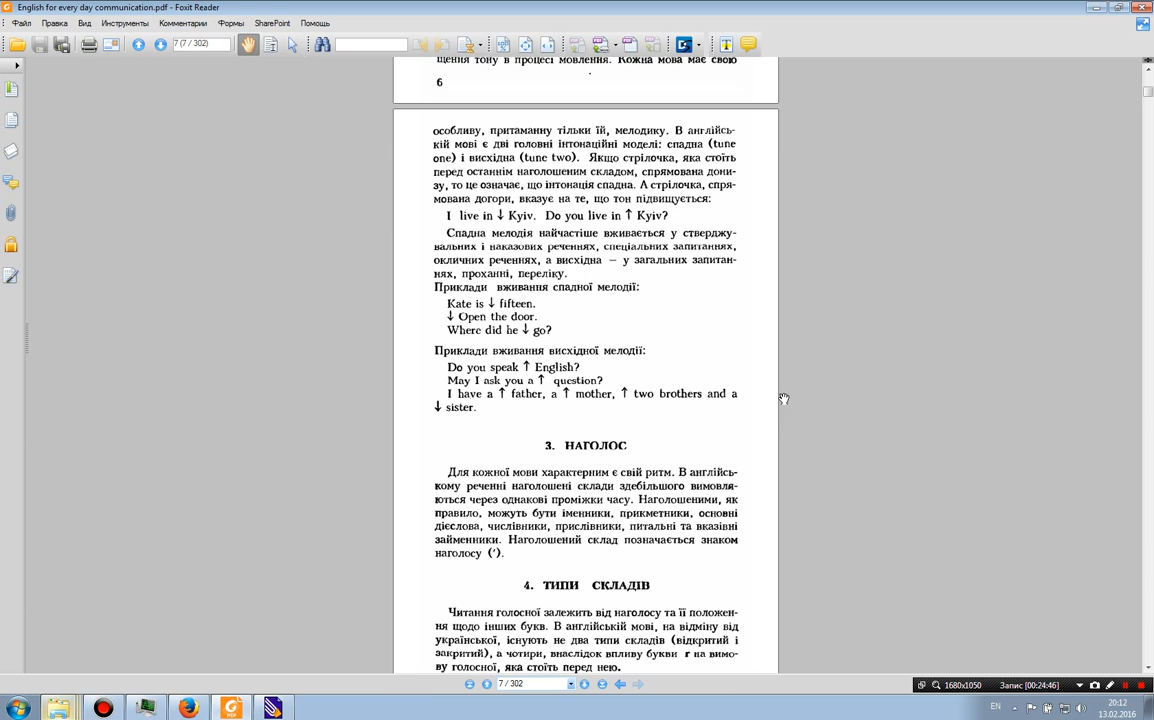 English for every day communication.pdf - Foxit Reader
Файл Правка Вид Инструменты Комментарии Формы SharePoint Помощь
7 (7 / 302)
щення тону в процесі мовлення. Кожна мова має свою
6
особливу, притаманну тільки їй, мелодику. В англійсь-
кій мові є дві головні інтонаційні моделі: спадна (tune
one) і висхідна (tune two). Якщо стрілочка, яка стоїть
перед останнім наголошеним складом, спрямована дони-
зу, то це означає, що інтонація спадна. А стрілочка, спря-
мована догори, вказує на те, що тон підвищується:
I live in ↓ Kyiv. Do you live in ↑ Kyiv?
Спадна мелодія найчастіше вживається у стверджу-
вальних і наказових реченнях, спеціальних запитаннях,
окличних реченнях, а висхідна — у загальних запитан-
нях, проханні, переліку.
Приклади вживання спадної мелодії:
Kate is ↓ fifteen.
↓ Open the door.
Where did he ↓ go?
Приклади вживання висхідної мелодії:
Do you speak ↑ English?
May I ask you a ↑ question?
I have a ↑ father, a ↑ mother, ↑ two brothers and a
↓ sister.
3. НАГОЛОС
Для кожної мови характерним є свій ритм. В англійсь-
кому реченні наголошені склади здебільшого вимовля-
ються через однакові проміжки часу. Наголошеними, як
правило, можуть бути іменники, прикметники, основні
дієслова, числівники, прислівники, питальні та вказівні
займенники. Наголошений склад позначається знаком
наголосу (′).
4. ТИПИ СКЛАДІВ
Читання голосної залежить від наголосу та її положен-
ня щодо інших букв. В англійській мові, на відміну від
української, існують не два типи складів (відкритий і
закритий), а чотири, внаслідок впливу букви r на вимо-
ву голосної, яка стоїть перед нею.
7 / 302
1680x1050 Запись [00:24:46]
EN
20:12
13.02.2016